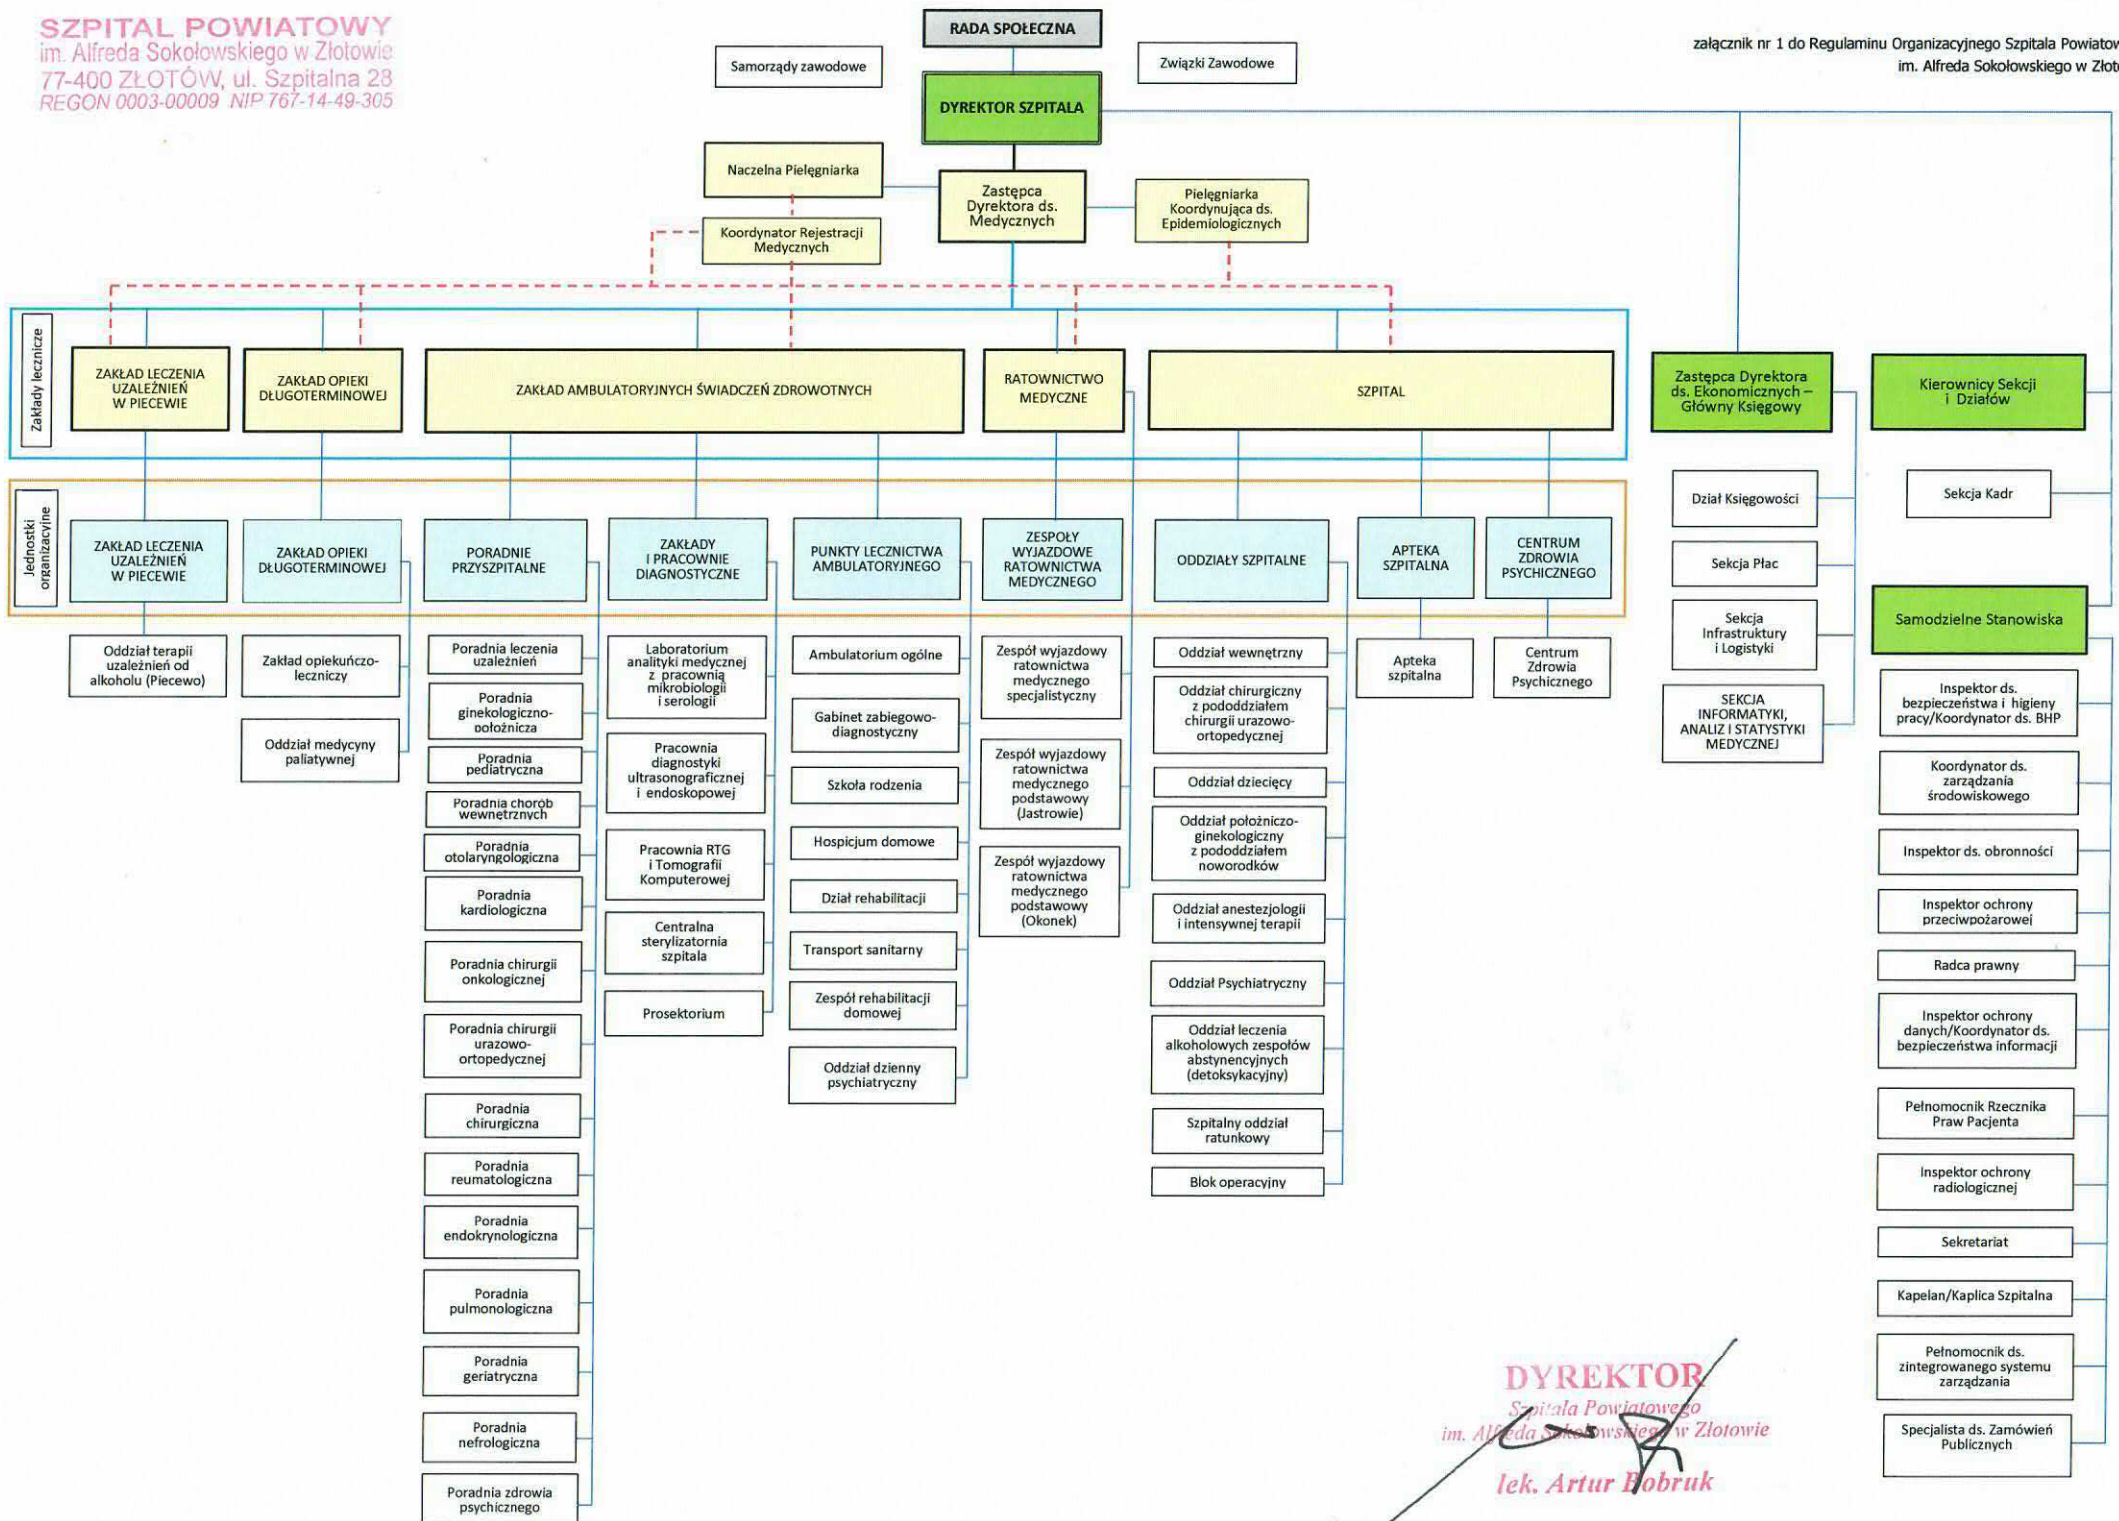 SZPITAL POWIATOWY
im. Alfreda Sokołowskiego w Złotowie
77-400 ZŁOTÓW, ul. Szpitalna 28
REGON 0003-00009 NIP 767-14-49-305
załącznik nr 1 do Regulaminu Organizacyjnego Szpitala Powiatow
im. Alfreda Sokołowskiego w Złoto
RADA SPOŁECZNA
Samorządy zawodowe
Związki Zawodowe
DYREKTOR SZPITALA
Naczelna Pielęgniarka
Zastępca
Dyrektora ds.
Medycznych
Pielęgniarka
Koordynująca ds.
Epidemiologicznych
Koordynator Rejestracji
Medycznych
Zakłady lecznicze
ZAKŁAD LECZENIA
UZALEŻNIEŃ
W PIECEWIE
ZAKŁAD OPIEKI
DŁUGOTERMINOWEJ
ZAKŁAD AMBULATORYJNYCH ŚWIADCZEŃ ZDROWOTNYCH
RATOWNICTWO
MEDYCZNE
SZPITAL
Zastępca Dyrektora
ds. Ekonomicznych –
Główny Księgowy
Kierownicy Sekcji
i Działów
Jednostki
organizacyjne
ZAKŁAD LECZENIA
UZALEŻNIEŃ
W PIECEWIE
ZAKŁAD OPIEKI
DŁUGOTERMINOWEJ
PORADNIE
PRZYSZPITALNE
ZAKŁADY
I PRACOWNIE
DIAGNOSTYCZNE
PUNKTY LECZNICTWA
AMBULATORYJNEGO
ZESPOŁY
WYJAZDOWE
RATOWNICTWA
MEDYCZNEGO
ODDZIAŁY SZPITALNE
APTEKA
SZPITALNA
CENTRUM
ZDROWIA
PSYCHICZNEGO
Oddział terapii
uzależnień od
alkoholu (Piecewo)
Zakład opiekuńczo-
leczniczy
Oddział medycyny
paliatywnej
Poradnia leczenia
uzależnień
Poradnia
ginekologiczno-
położnicza
Poradnia
pediatryczna
Poradnia chorób
wewnętrznych
Poradnia
otolaryngologiczna
Poradnia
kardiologiczna
Poradnia chirurgii
onkologicznej
Poradnia chirurgii
urazowo-
ortopedycznej
Poradnia
chirurgiczna
Poradnia
reumatologiczna
Poradnia
endokrynologiczna
Poradnia
pulmonologiczna
Poradnia
geriatryczna
Poradnia
nefrologiczna
Poradnia zdrowia
psychicznego
Laboratorium
analityki medycznej
z pracownią
mikrobiologii
i serologii
Pracownia
diagnostyki
ultrasonograficznej
i endoskopowej
Pracownia RTG
i Tomografii
Komputerowej
Centralna
sterylizatornia
szpitala
Prosektorium
Ambulatorium ogólne
Gabinet zabiegowo-
diagnostyczny
Szkoła rodzenia
Hospicjum domowe
Dział rehabilitacji
Transport sanitarny
Zespół rehabilitacji
domowej
Oddział dzienny
psychiatryczny
Zespół wyjazdowy
ratownictwa
medycznego
specjalistyczny
Zespół wyjazdowy
ratownictwa
medycznego
podstawowy
(Jastrowie)
Zespół wyjazdowy
ratownictwa
medycznego
podstawowy
(Okonek)
Oddział wewnętrzny
Oddział chirurgiczny
z pododdziałem
chirurgii urazowo-
ortopedycznej
Oddział dziecięcy
Oddział położniczo-
ginekologiczny
z pododdziałem
noworodków
Oddział anestezjologii
i intensywnej terapii
Oddział Psychiatryczny
Oddział leczenia
alkoholowych zespołów
abstynencyjnych
(detoksykacyjny)
Szpitalny oddział
ratunkowy
Blok operacyjny
Apteka
szpitalna
Centrum
Zdrowia
Psychicznego
Dział Księgowości
Sekcja Płac
Sekcja
Infrastruktury
i Logistyki
SEKCJA
INFORMATYKI,
ANALIZ I STATYSTYKI
MEDYCZNEJ
Sekcja Kadr
Samodzielne Stanowiska
Inspektor ds.
bezpieczeństwa i higieny
pracy/Koordynator ds. BHP
Koordynator ds.
zarządzania
środowiskowego
Inspektor ds. obronności
Inspektor ochrony
przeciwpożarowej
Radca prawny
Inspektor ochrony
danych/Koordynator ds.
bezpieczeństwa informacji
Pełnomocnik Rzecznika
Praw Pacjenta
Inspektor ochrony
radiologicznej
Sekretariat
Kapelan/Kaplica Szpitalna
Pełnomocnik ds.
zintegrowanego systemu
zarządzania
Specjalista ds. Zamówień
Publicznych
DYREKTOR
Szpitala Powiatowego
im. Alfreda Sokołowskiego w Złotowie
lek. Artur Bobruk